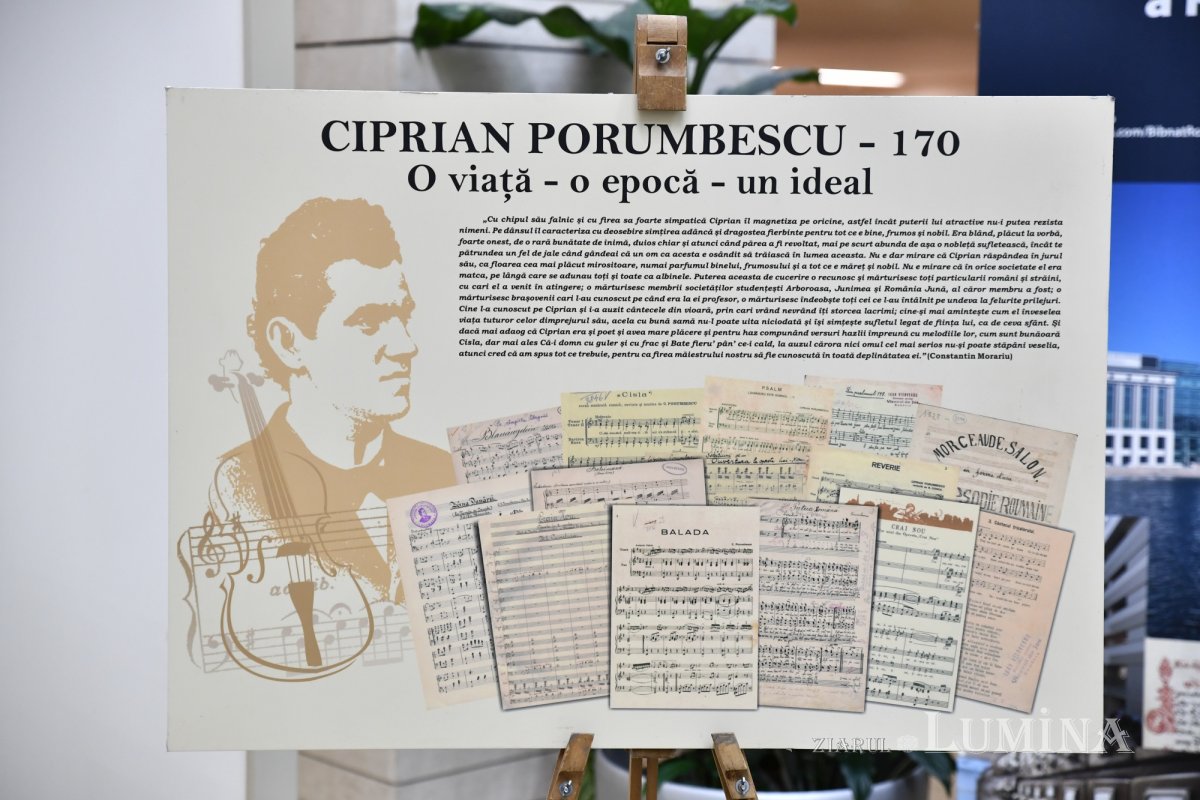 CIPRIAN PORUMBESCU - 170
O viață - o epocă - un ideal
„Cu chipul său falnic și cu firea sa foarte simpatică Ciprian îl magnetiza pe oricine, astfel încât puterii lui atractive nu-i putea rezista
nimeni. Pe dânsul îl caracteriza cu deosebire simțirea adâncă și dragostea fierbinte pentru tot ce e bine, frumos și nobil. Era blând, plăcut la vorbă,
foarte onest, de o rară bunătate de inimă, duios chiar și atunci când părea a fi revoltat, mai pe scurt abunda de așa o noblețã sufletească, încât te
pătrundea un fel de jale când gândeai că un om ca acesta e osândit să trăiască în lumea aceasta. Nu e dar mirare că Ciprian răspândea în jurul
său, ca floarea cea mai plăcut mirositoare, numai parfumul binelui, frumosului și a tot ce e măreț și nobil. Nu e mirare că în orice societate el era
matca, pe lângă care se adunau toți și toate ca albinele. Puterea aceasta de cucerire o recunosc și mărturisesc toți particularii români și străini,
cu cari el a venit în atingere; o mărturisesc membrii societăților studențești Arboroasa, Junimea și România Jună, al căror membru a fost; o
mărturisesc brașovenii cari l-au cunoscut pe când era la ei profesor, o mărturisesc îndeobște toți cei ce l-au întâlnit pe undeva la felurite prilejuri.
Cine l-a cunoscut pe Ciprian și i-a auzit cântecele din vioară, prin cari vrând nevrând îți storcea lacrimi; cine-și mai amintește cum el înveselea
viața tuturor celor dimprejurul său, acela cu bună samă nu-l poate uita niciodată și își simțește sufletul legat de ființa lui, ca de ceva sfânt. Și
dacă mai adaog că Ciprian era și poet și avea mare plăcere și pentru haz compunând versuri hazlii împreună cu melodiile lor, cum sunt bunăoară
Cisla, dar mai ales Că-i domn cu guler și cu frac și Bate fieru' pân' ce-i cald, la auzul cărora nici omul cel mai serios nu-și poate stăpâni veselia,
atunci cred că am spus tot ce trebuie, pentru ca firea măiestrului nostru să fie cunoscută în toată deplinătatea ei." (Constantin Morariu)
„Cisla"
PSALM
REVERIE
MORCEAU DE SALON
BALADA
C. Porumbescu
CRAI NOU
ad lib.
.com/BibnatRo
ZIARUL LUMINA